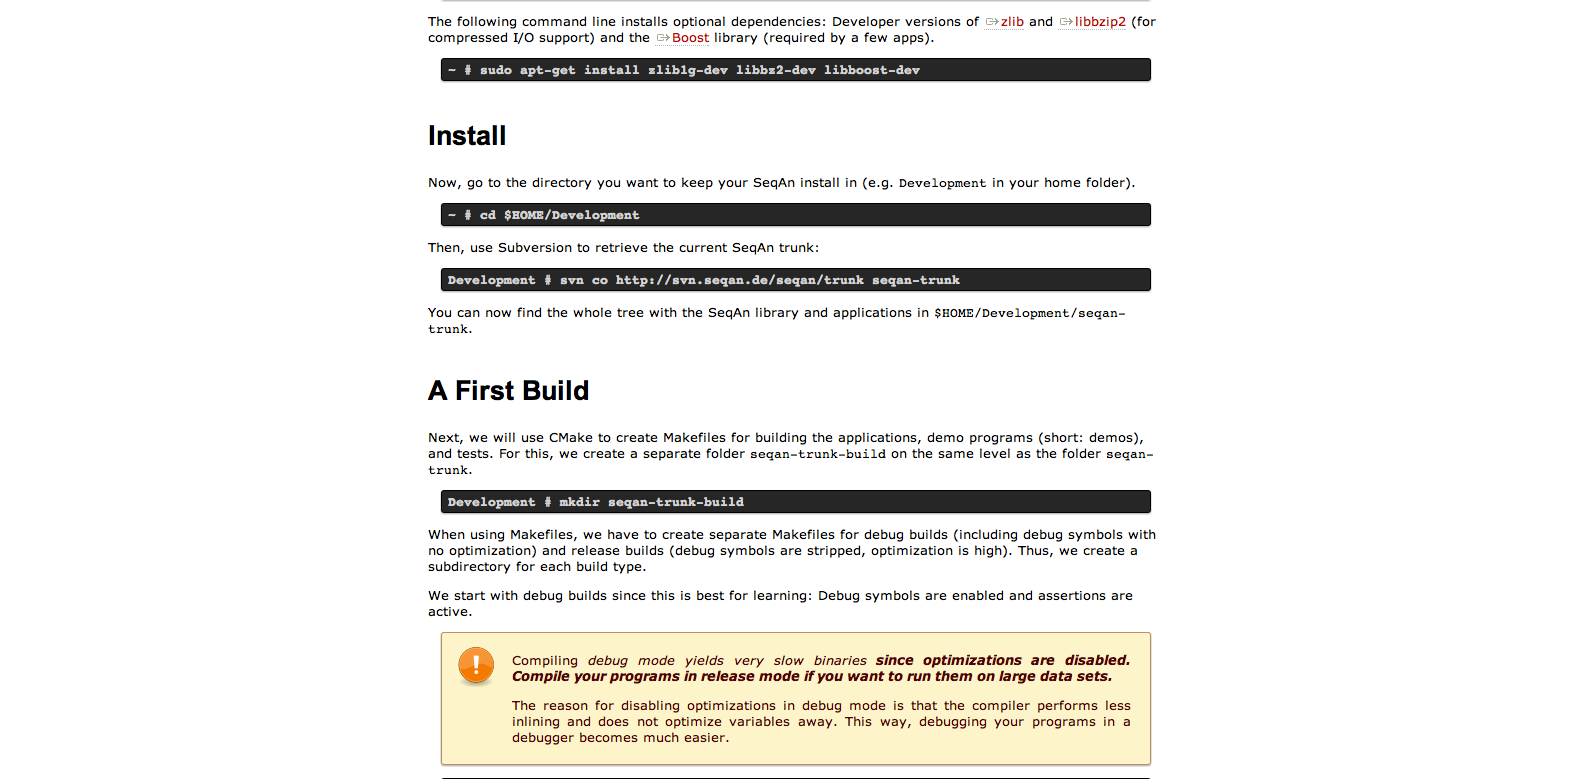 The following command line installs optional dependencies: Developer versions of zlib and libbzip2 (for
compressed I/O support) and the Boost library (required by a few apps).
~ # sudo apt-get install zlib1g-dev libbz2-dev libboost-dev
Install
Now, go to the directory you want to keep your SeqAn install in (e.g. Development in your home folder).
~ # cd $HOME/Development
Then, use Subversion to retrieve the current SeqAn trunk:
Development # svn co http://svn.seqan.de/seqan/trunk seqan-trunk
You can now find the whole tree with the SeqAn library and applications in $HOME/Development/seqan-
trunk.
A First Build
Next, we will use CMake to create Makefiles for building the applications, demo programs (short: demos),
and tests. For this, we create a separate folder seqan-trunk-build on the same level as the folder seqan-
trunk.
Development # mkdir seqan-trunk-build
When using Makefiles, we have to create separate Makefiles for debug builds (including debug symbols with
no optimization) and release builds (debug symbols are stripped, optimization is high). Thus, we create a
subdirectory for each build type.
We start with debug builds since this is best for learning: Debug symbols are enabled and assertions are
active.
Compiling debug mode yields very slow binaries since optimizations are disabled.
Compile your programs in release mode if you want to run them on large data sets.
The reason for disabling optimizations in debug mode is that the compiler performs less
inlining and does not optimize variables away. This way, debugging your programs in a
debugger becomes much easier.